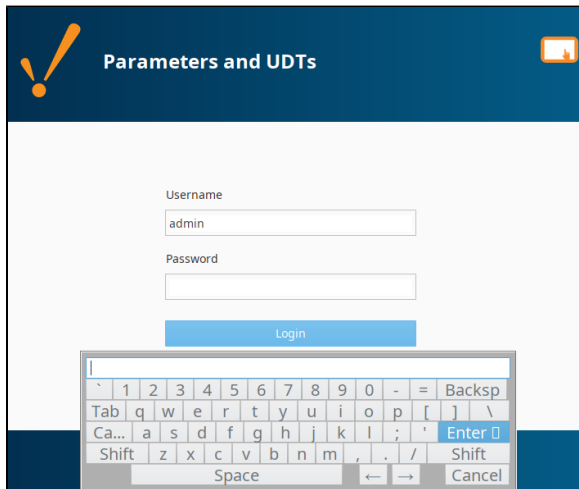 Parameters and UDTs
Username
admin
Password
Login
` 1 2 3 4 5 6 7 8 9 0 - = Backsp
Tab q w e r t y u i o p [ ] \
Ca... a s d f g h j k l ; ' Enter
Shift z x c v b n m , . / Shift
Space ← → Cancel